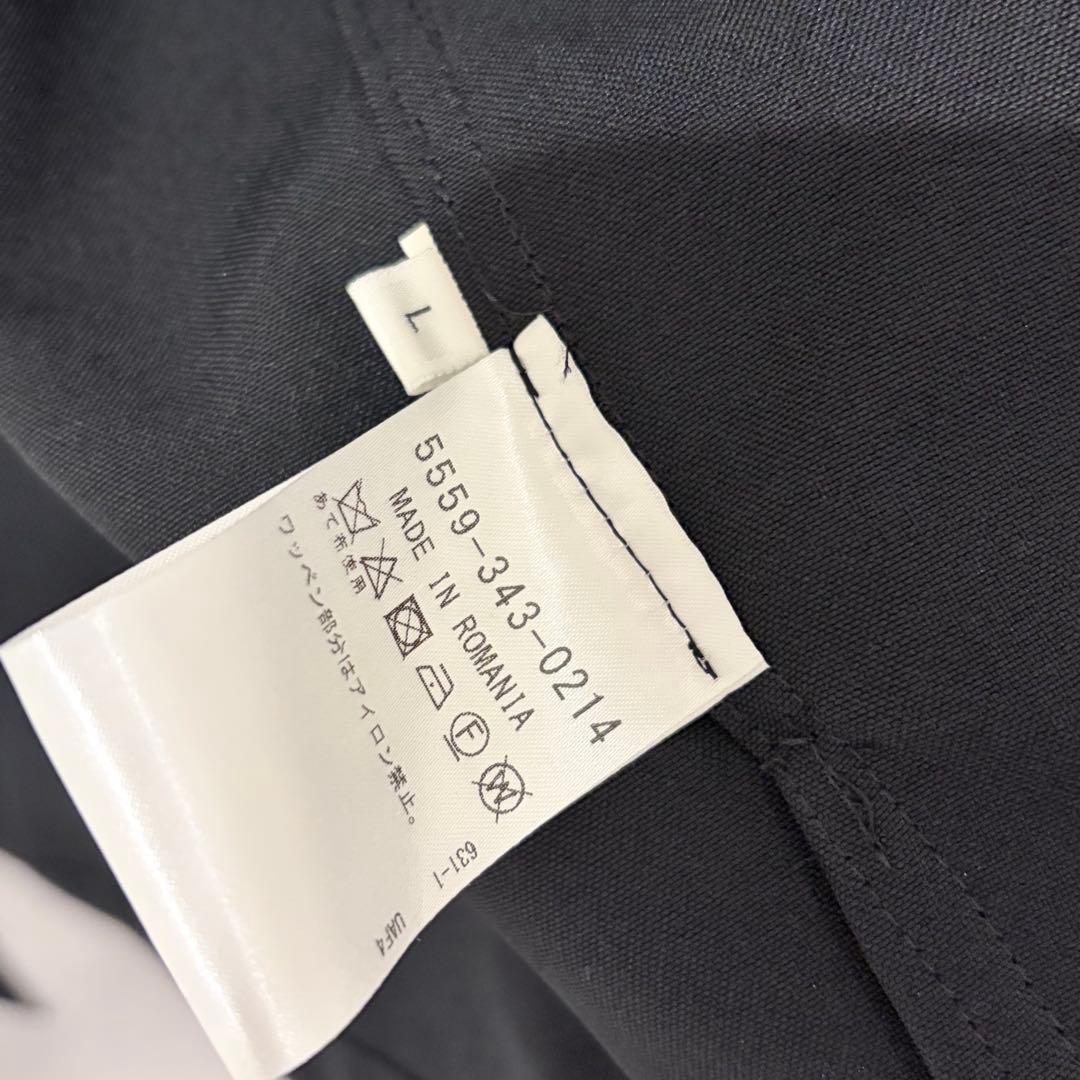 L
5559-343-0214
MADE IN ROMANIA
F W
あて布使用
ワッペン部分はアイロン禁止。
631-1
UAF4